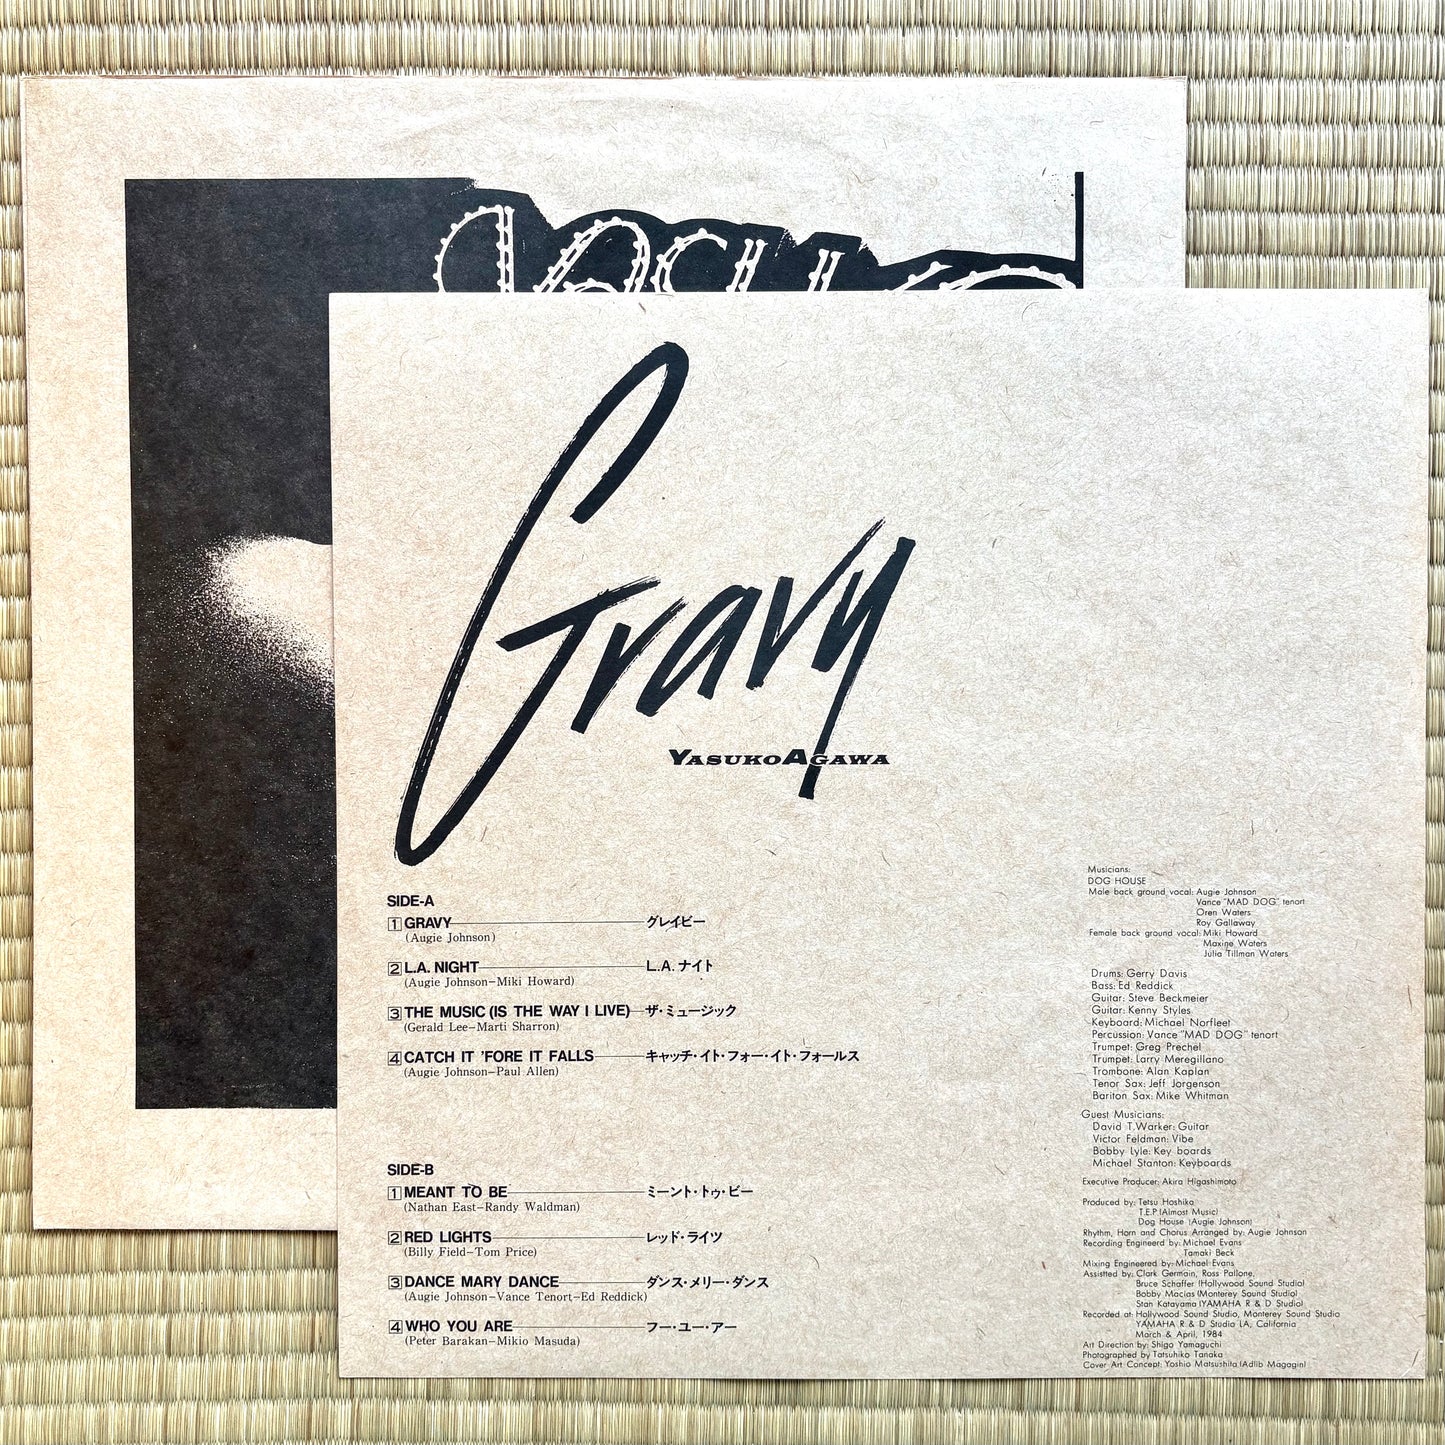 Yasuko
Gravy
YASUKO AGAWA
SIDE-A
1 GRAVY グレイビー
(Augie Johnson)
2 L.A. NIGHT L.A.ナイト
(Augie Johnson-Miki Howard)
3 THE MUSIC (IS THE WAY I LIVE) ザ・ミュージック
(Gerald Lee-Marti Sharron)
4 CATCH IT 'FORE IT FALLS キャッチ・イト・フォー・イト・フォールス
(Augie Johnson-Paul Allen)
SIDE-B
1 MEANT TO BE ミーント・トゥ・ビー
(Nathan East-Randy Waldman)
2 RED LIGHTS レッド・ライツ
(Billy Field-Tom Price)
3 DANCE MARY DANCE ダンス・メリー・ダンス
(Augie Johnson-Vance Tenort-Ed Reddick)
4 WHO YOU ARE フー・ユー・アー
(Peter Barakan-Mikio Masuda)
Musicians:
DOG HOUSE
Male back ground vocal: Augie Johnson
Vance "MAD DOG" tenort
Oren Waters
Roy Gallaway
Female back ground vocal: Miki Howard
Maxine Waters
Julia Tillman Waters
Drums: Gerry Davis
Bass: Ed Reddick
Guitar: Steve Beckmeier
Guitar: Kenny Styles
Keyboard: Michael Norfleet
Percussion: Vance "MAD DOG" tenort
Trumpet: Greg Prechel
Trumpet: Larry Meregillano
Trombone: Alan Kaplan
Tenor Sax: Jeff Jorgenson
Bariton Sax: Mike Whitman
Guest Musicians:
David T.Warker: Guitar
Victor Feldman: Vibe
Bobby Lyle: Key boards
Michael Stanton: Keyboards
Executive Producer: Akira Higashimoto
Produced by: Tetsu Hoshika
T.E.P (Almost Music)
Dog House (Augie Johnson)
Rhythm, Horn and Chorus Arranged by: Augie Johnson
Recording Engineerd by: Michael Evans
Tamaki Beck
Mixing Engineered by: Michael Evans
Assistted by: Clark Germain, Ross Pallone,
Bruce Schaffer (Hollywood Sound Studio)
Bobby Macias (Monterey Sound Studio)
Stan Katayama (YAMAHA R & D Studio)
Recorded at: Hollywood Sound Studio, Monterey Sound Studio
YAMAHA R & D Studio LA, California
March & April, 1984
Art Direction by: Shigo Yamaguchi
Photographed by Tatsuhiko Tanaka
Cover Art Concept: Yoshio Matsushita (Adlib Magagin)